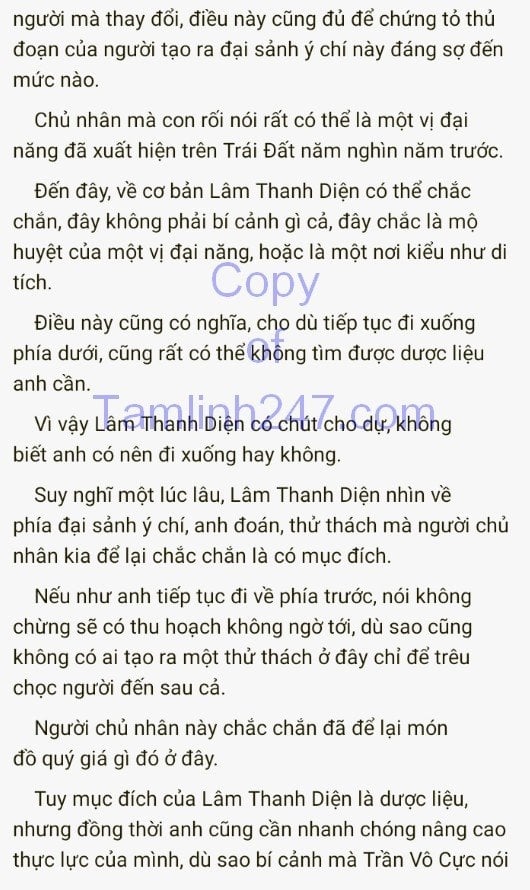 người mà thay đổi, điều này cũng đủ để chứng tỏ thủ
đoạn của người tạo ra đại sảnh ý chí này đáng sợ đến
mức nào.
Chủ nhân mà con rối nói rất có thể là một vị đại
năng đã xuất hiện trên Trái Đất năm nghìn năm trước.
Đến đây, về cơ bản Lâm Thanh Diện có thể chắc
chắn, đây không phải bí cảnh gì cả, đây chắc là mộ
huyệt của một vị đại năng, hoặc là một nơi kiểu như di
tích.
Copy
Điều này cũng có nghĩa, cho dù tiếp tục đi xuống
phía dưới, cũng rất có thể không tìm được dược liệu
of
anh cần.
Tamlinh247.com
Vì vậy Lâm Thanh Diện có chút cho dự, không
biết anh có nên đi xuống hay không.
Suy nghĩ một lúc lâu, Lâm Thanh Diện nhìn về
phía đại sảnh ý chí, anh đoán, thử thách mà người chủ
nhân kia để lại chắc chắn là có mục đích.
Nếu như anh tiếp tục đi về phía trước, nói không
chừng sẽ có thu hoạch không ngờ tới, dù sao cũng
không có ai tạo ra một thử thách ở đây chỉ để trêu
chọc người đến sau cả.
Người chủ nhân này chắc chắn đã để lại món
đồ quý giá gì đó ở đây.
Tuy mục đích của Lâm Thanh Diện là dược liệu,
nhưng đồng thời anh cũng cần nhanh chóng nâng cao
thực lực của mình, dù sao bí cảnh mà Trần Vô Cực nói